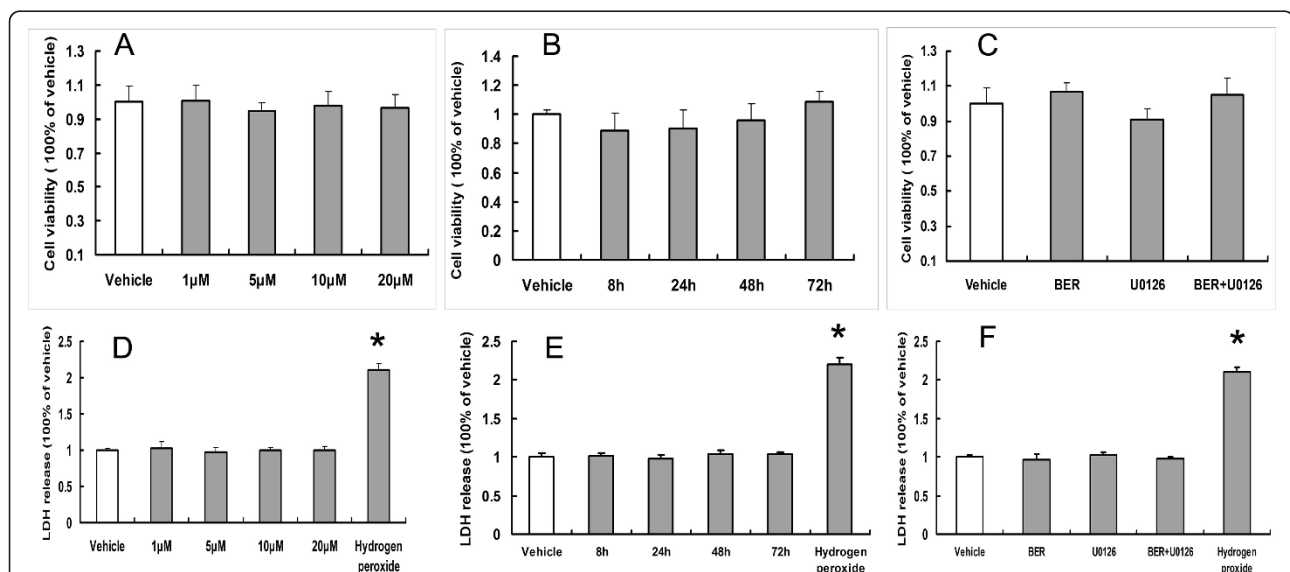 A
Cell viability ( 100% of vehicle)
1.3
1.1
0.9
0.7
0.5
0.3
0.1
Vehicle 1µM 5µM 10µM 20µM
B
Cell viability ( 100% of vehicle)
1.4
1.2
1
0.8
0.6
0.4
0.2
0
Vehicle 8h 24h 48h 72h
C
Cell viability ( 100% of vehicle)
1.3
1.1
0.9
0.7
0.5
0.3
0.1
Vehicle BER U0126 BER+U0126
D
LDH release (100% of vehicle)
2.5
2
1.5
1
0.5
0
*
Vehicle 1µM 5µM 10µM 20µM Hydrogen
peroxide
E
LDH release (100% of vehicle)
2.5
2
1.5
1
0.5
0
*
Vehicle 8h 24h 48h 72h Hydrogen
peroxide
F
LDH release (100% of vehicle)
2.5
2
1.5
1
0.5
0
*
Vehicle BER U0126 BER+U0126 Hydrogen
proxide